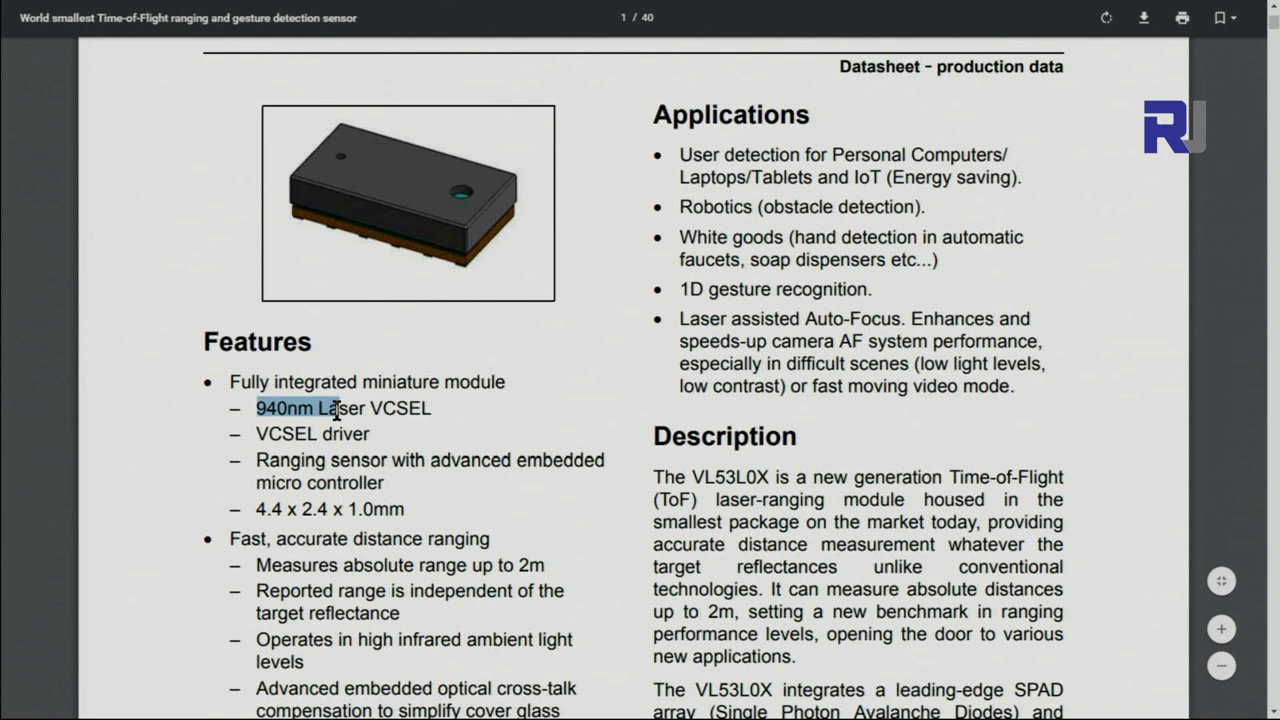 World smallest Time-of-Flight ranging and gesture detection sensor
1 / 40
Datasheet - production data
RJ
Features
• Fully integrated miniature module
– 940nm Laser VCSEL
– VCSEL driver
– Ranging sensor with advanced embedded
micro controller
– 4.4 x 2.4 x 1.0mm
• Fast, accurate distance ranging
– Measures absolute range up to 2m
– Reported range is independent of the
target reflectance
– Operates in high infrared ambient light
levels
– Advanced embedded optical cross-talk
compensation to simplify cover glass
Applications
• User detection for Personal Computers/
Laptops/Tablets and IoT (Energy saving).
• Robotics (obstacle detection).
• White goods (hand detection in automatic
faucets, soap dispensers etc...)
• 1D gesture recognition.
• Laser assisted Auto-Focus. Enhances and
speeds-up camera AF system performance,
especially in difficult scenes (low light levels,
low contrast) or fast moving video mode.
Description
The VL53L0X is a new generation Time-of-Flight
(ToF) laser-ranging module housed in the
smallest package on the market today, providing
accurate distance measurement whatever the
target reflectances unlike conventional
technologies. It can measure absolute distances
up to 2m, setting a new benchmark in ranging
performance levels, opening the door to various
new applications.
The VL53L0X integrates a leading-edge SPAD
array (Single Photon Avalanche Diodes) and